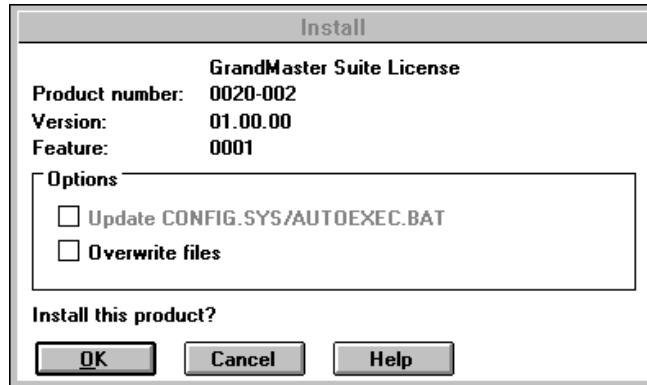 Install
GrandMaster Suite License
Product number: 0020-002
Version: 01.00.00
Feature: 0001
Options
Update CONFIG.SYS/AUTOEXEC.BAT
Overwrite files
Install this product?
OK Cancel Help